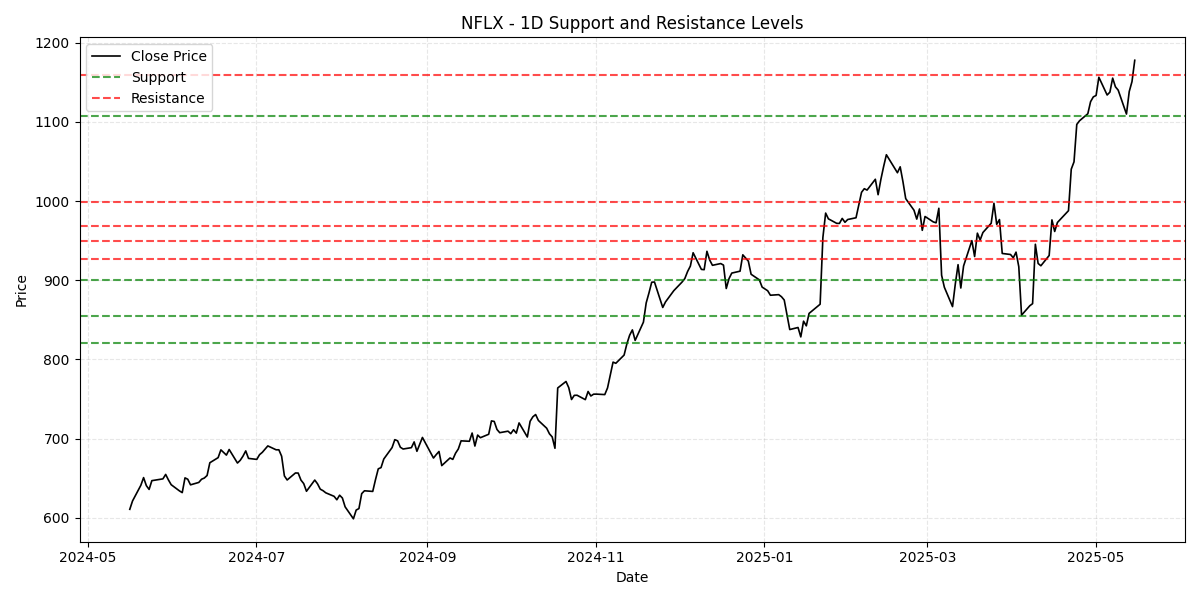 NFLX - 1D Support and Resistance Levels
Close Price
Support
Resistance
Price
1200
1100
1000
900
800
700
600
2024-05
2024-07
2024-09
2024-11
2025-01
2025-03
2025-05
Date